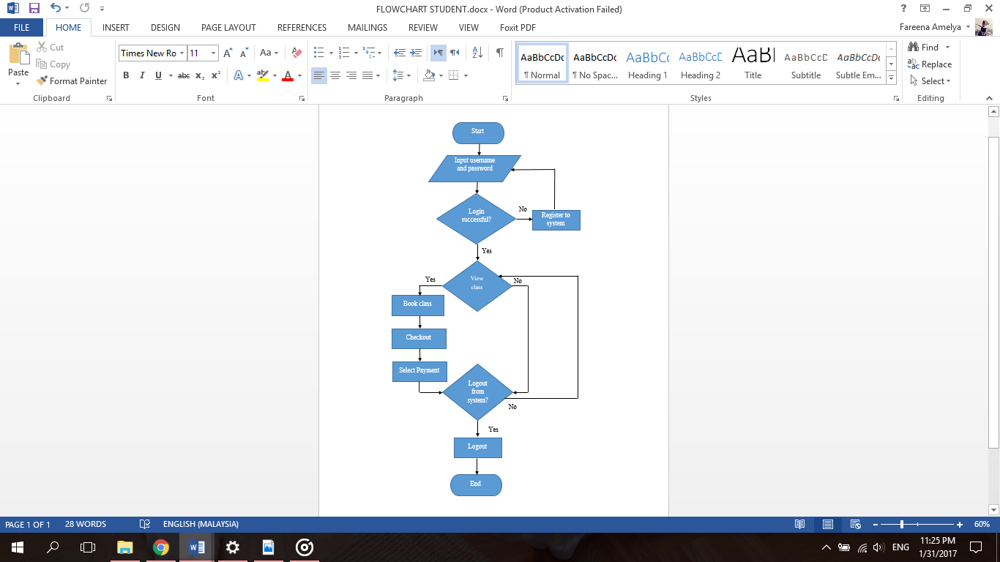 FLOWCHART STUDENT.docx - Word (Product Activation Failed)
FILE HOME INSERT DESIGN PAGE LAYOUT REFERENCES MAILINGS REVIEW VIEW Foxit PDF Fareena Amelya
Paste
Cut
Copy
Format Painter
Clipboard
Times New Ro 11
Font
Paragraph
AaBbCcDc AaBbCcDc AaBbCc AaBbCcD AaBl AaBbCcD AaBbCcDc
¶ Normal ¶ No Spac... Heading 1 Heading 2 Title Subtitle Subtle Em...
Styles
Find
Replace
Select
Editing
Start
Input username
and password
Login
successful?
No
Register to
system
Yes
View
class
Yes
No
Book class
Checkout
Select Payment
Logout
from
system?
No
Yes
Logout
End
PAGE 1 OF 1 28 WORDS ENGLISH (MALAYSIA) 60%
ENG
11:25 PM
1/31/2017